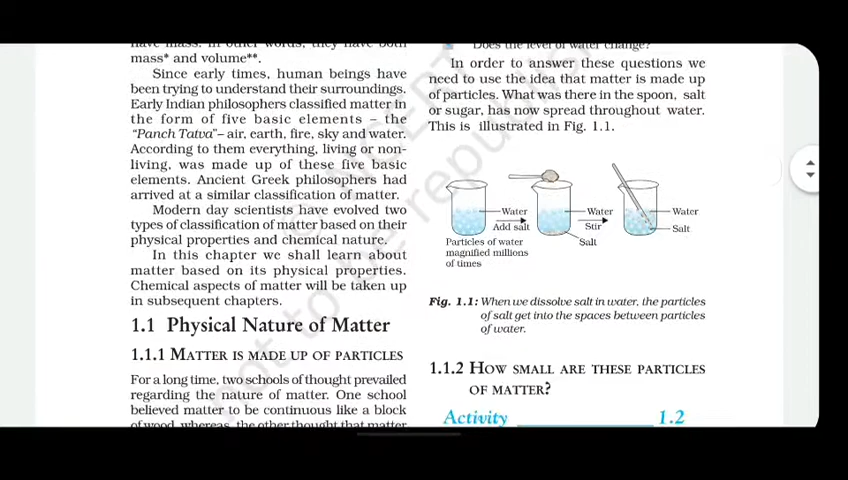 have mass. In other words, they have both
mass* and volume**.
Since early times, human beings have
been trying to understand their surroundings.
Early Indian philosophers classified matter in
the form of five basic elements – the
“Panch Tatva”– air, earth, fire, sky and water.
According to them everything, living or non-
living, was made up of these five basic
elements. Ancient Greek philosophers had
arrived at a similar classification of matter.
Modern day scientists have evolved two
types of classification of matter based on their
physical properties and chemical nature.
In this chapter we shall learn about
matter based on its physical properties.
Chemical aspects of matter will be taken up
in subsequent chapters.
1.1 Physical Nature of Matter
1.1.1 MATTER IS MADE UP OF PARTICLES
For a long time, two schools of thought prevailed
regarding the nature of matter. One school
believed matter to be continuous like a block
of wood, whereas, the other thought that matter
Does the level of water change?
In order to answer these questions we
need to use the idea that matter is made up
of particles. What was there in the spoon, salt
or sugar, has now spread throughout water.
This is illustrated in Fig. 1.1.
Water
Add salt
Particles of water
magnified millions
of times
Water
Stir
Salt
Water
Salt
Fig. 1.1: When we dissolve salt in water, the particles
of salt get into the spaces between particles
of water.
1.1.2 HOW SMALL ARE THESE PARTICLES
OF MATTER?
Activity 1.2
not to be republished